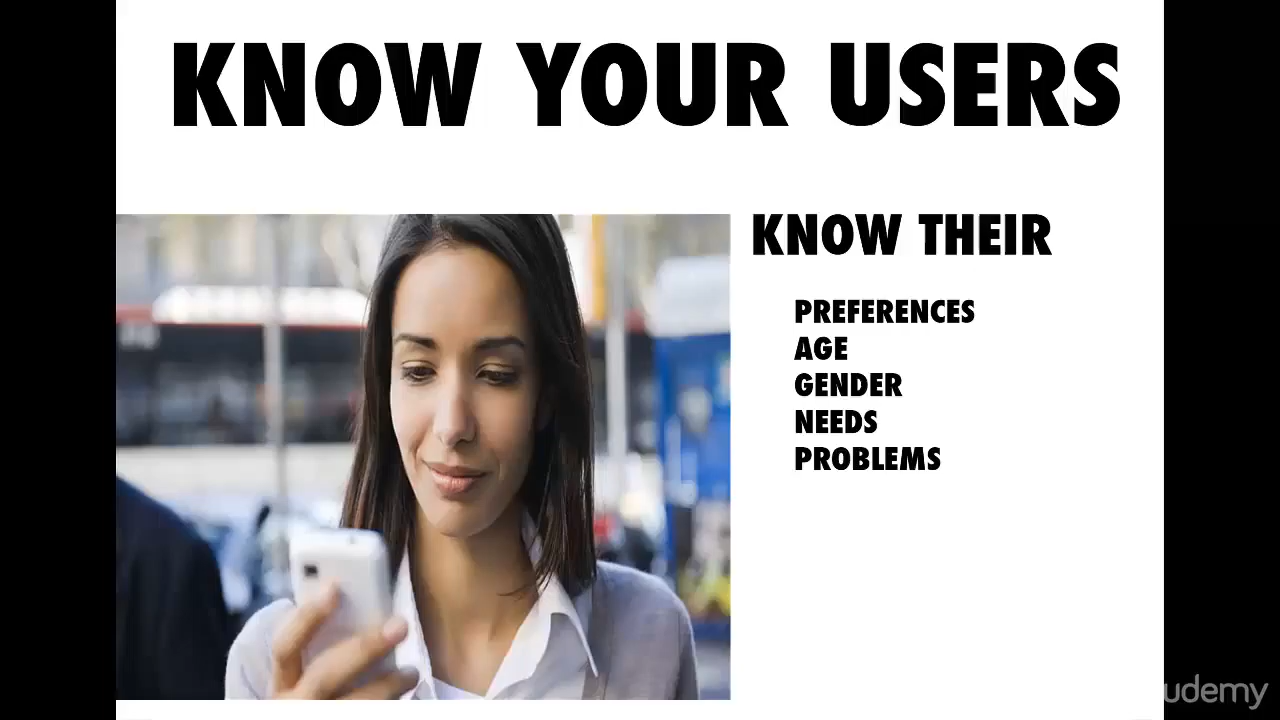 KNOW YOUR USERS
KNOW THEIR
PREFERENCES
AGE
GENDER
NEEDS
PROBLEMS
udemy